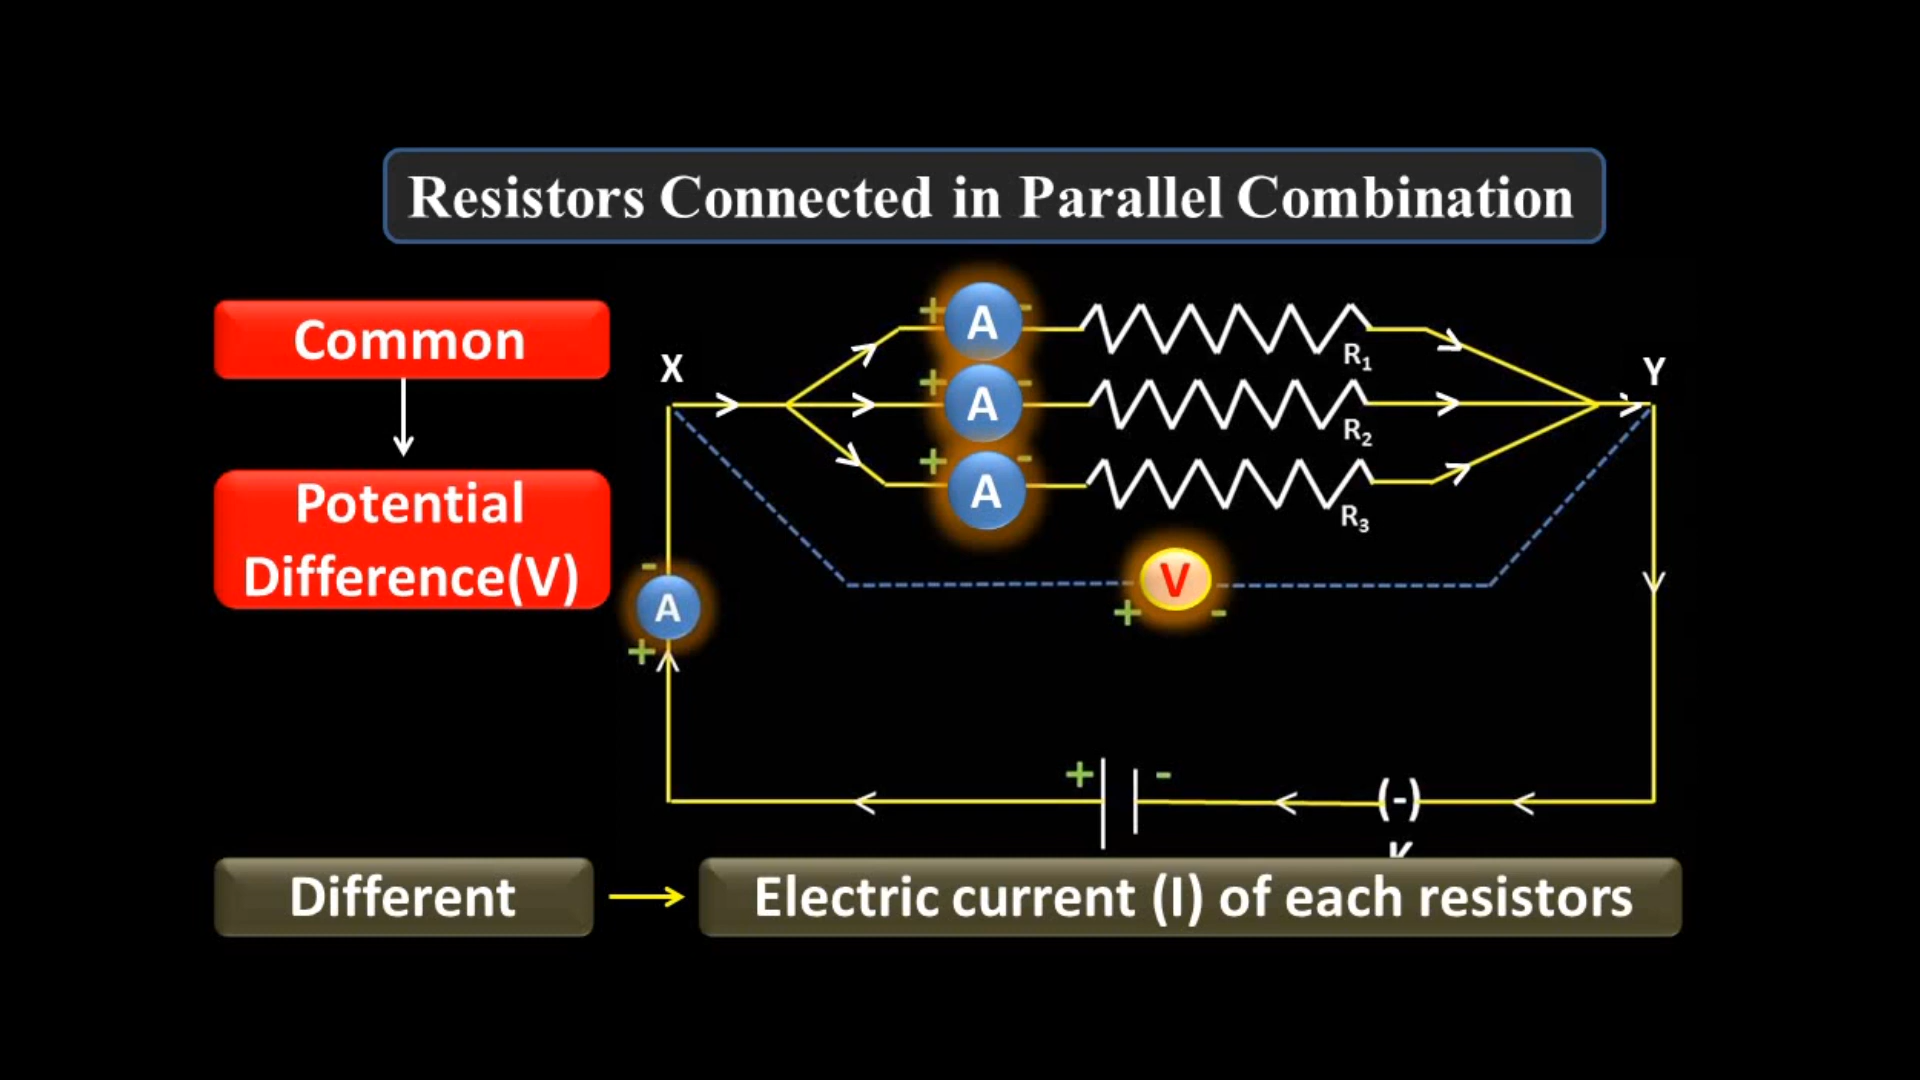 Resistors Connected in Parallel Combination
Common
Potential
Difference(V)
X
Y
+ A - R₁
+ A - R₂
+ A - R₃
-
A
+
V
+ -
+ -
(-)
K
Different
Electric current (I) of each resistors